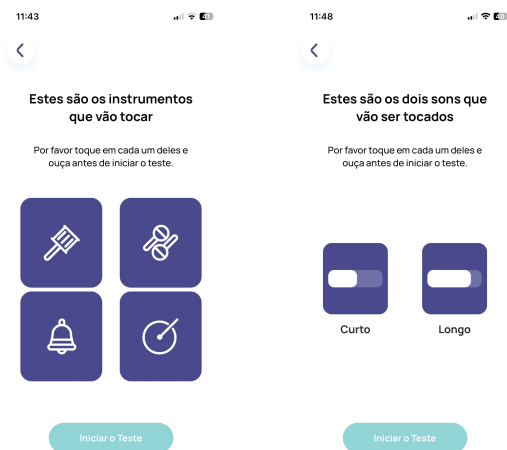 11:43
41
Estes são os instrumentos
que vão tocar
Por favor toque em cada um deles e
ouça antes de iniciar o teste.
Iniciar o Teste
11:48
40
Estes são os dois sons que
vão ser tocados
Por favor toque em cada um deles e
ouça antes de iniciar o teste.
Curto
Longo
Iniciar o Teste